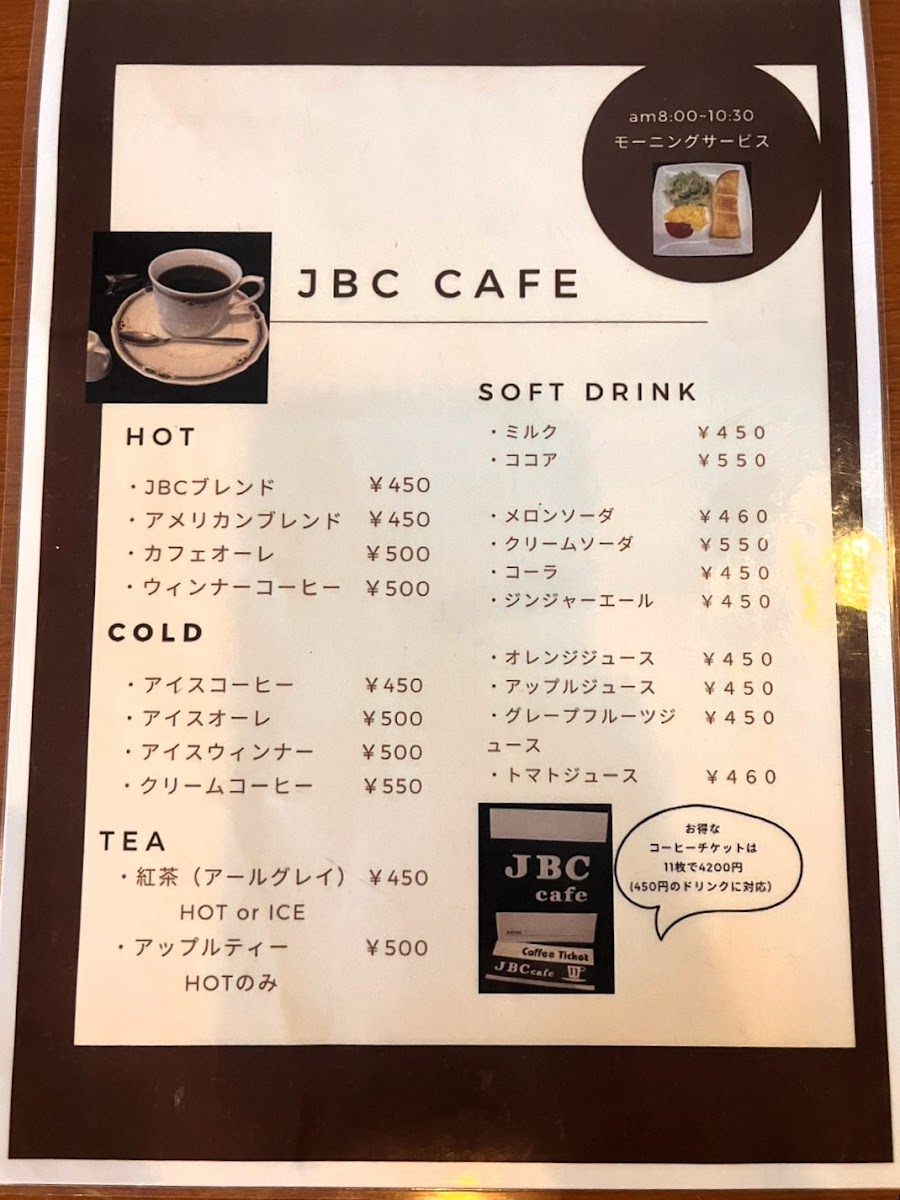 am8:00~10:30
モーニングサービス
JBC CAFE
HOT
・JBCブレンド ¥450
・アメリカンブレンド ¥450
・カフェオーレ ¥500
・ウィンナーコーヒー ¥500
COLD
・アイスコーヒー ¥450
・アイスオーレ ¥500
・アイスウィンナー ¥500
・クリームコーヒー ¥550
TEA
・紅茶（アールグレイ） ¥450
HOT or ICE
・アップルティー ¥500
HOTのみ
SOFT DRINK
・ミルク ￥４５０
・ココア ￥５５０
・メロンソーダ ￥４６０
・クリームソーダ ￥５５０
・コーラ ￥４５０
・ジンジャーエール ￥４５０
・オレンジジュース ￥４５０
・アップルジュース ￥４５０
・グレープフルーツジ ￥４５０
ュース
・トマトジュース ￥４６０
JBC
cafe
Coffee Ticket
JBCcafe
お得な
コーヒーチケットは
11枚で4200円
(450円のドリンクに対応）